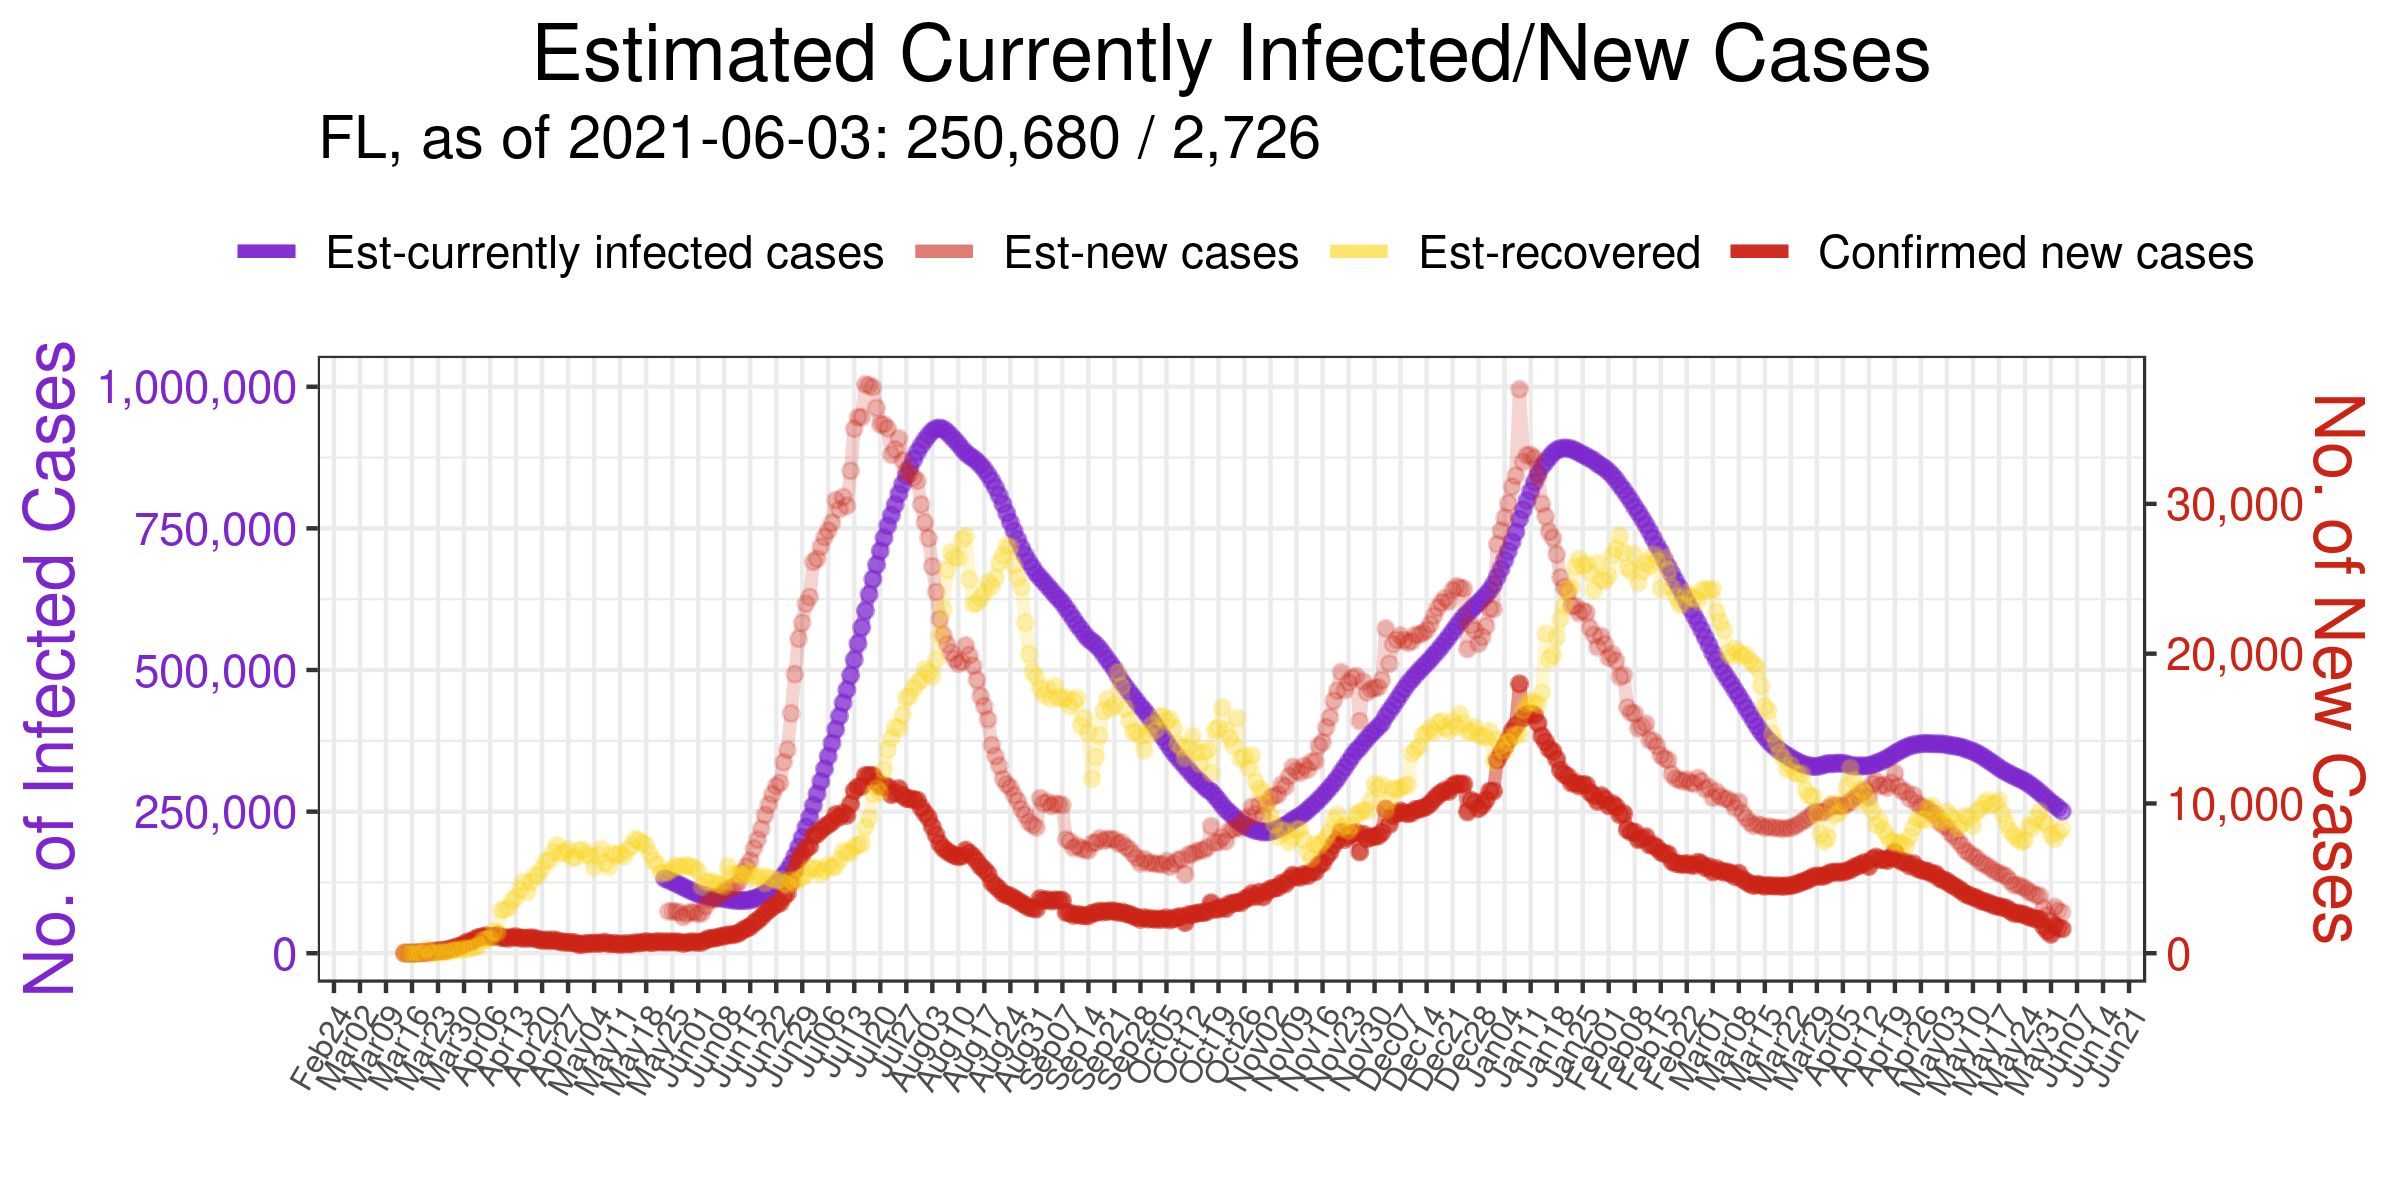 Estimated Currently Infected/New Cases
FL, as of 2021-06-03: 250,680 / 2,726
Est-currently infected cases
Est-new cases
Est-recovered
Confirmed new cases
No. of Infected Cases
1,000,000
750,000
500,000
250,000
0
No. of New Cases
30,000
20,000
10,000
0
Feb24
Mar02
Mar09
Mar16
Mar23
Mar30
Apr06
Apr13
Apr20
Apr27
May04
May11
May18
May25
Jun01
Jun08
Jun15
Jun22
Jun29
Jul06
Jul13
Jul20
Jul27
Aug03
Aug10
Aug17
Aug24
Aug31
Sep07
Sep14
Sep21
Sep28
Oct05
Oct12
Oct19
Oct26
Nov02
Nov09
Nov16
Nov23
Nov30
Dec07
Dec14
Dec21
Dec28
Jan04
Jan11
Jan18
Jan25
Feb01
Feb08
Feb15
Feb22
Mar01
Mar08
Mar15
Mar22
Mar29
Apr05
Apr12
Apr19
Apr26
May03
May10
May17
May24
May31
Jun07
Jun14
Jun21